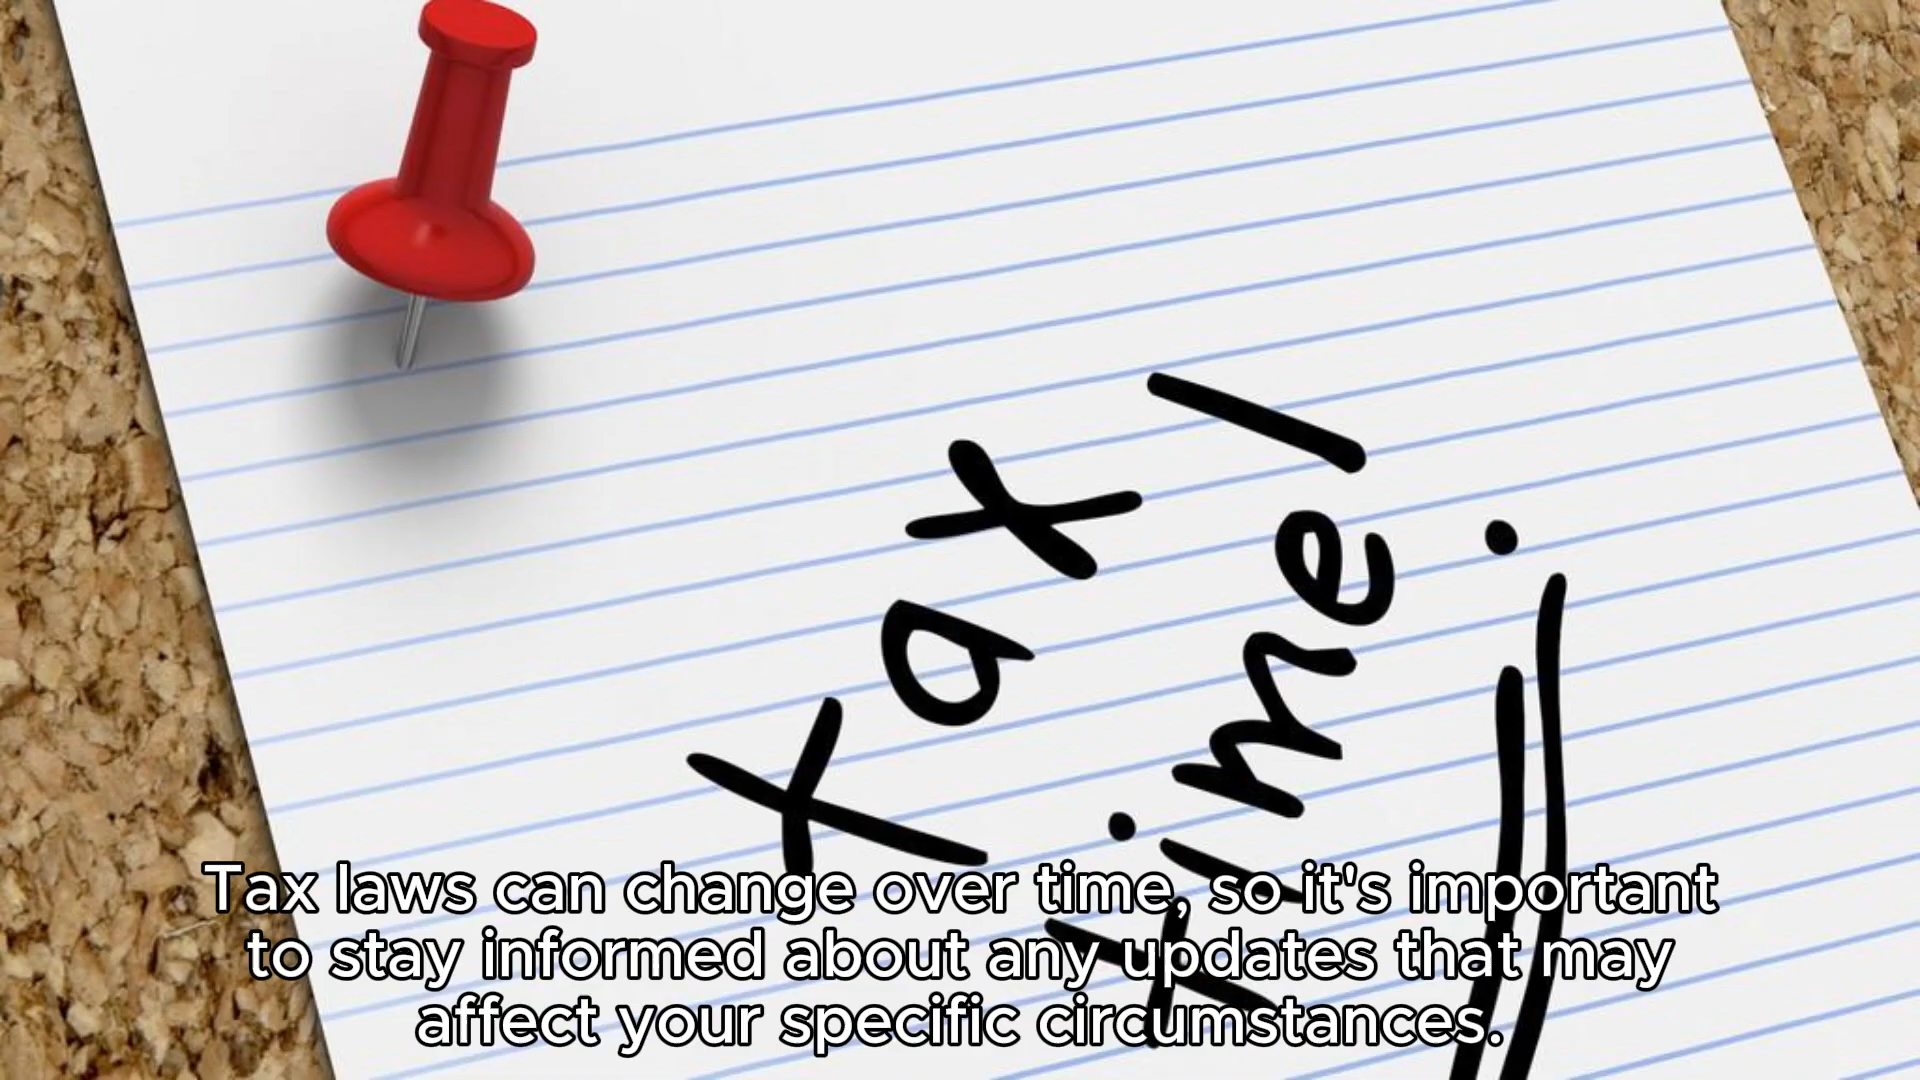 Tax
Time!
Tax laws can change over time, so it's important
to stay informed about any updates that may
affect your specific circumstances.